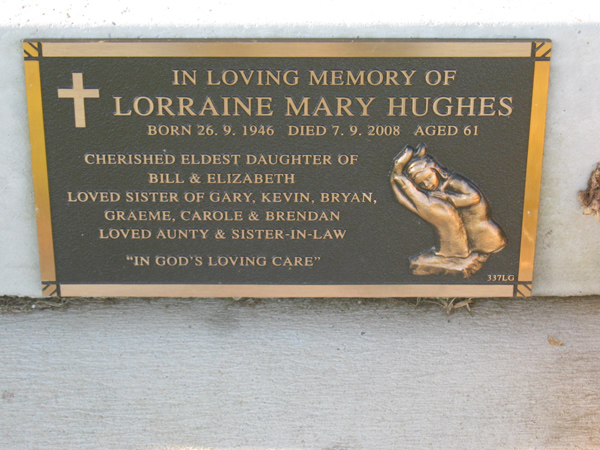 IN LOVING MEMORY OF
LORRAINE MARY HUGHES
BORN 26. 9. 1946 DIED 7. 9. 2008 AGED 61
CHERISHED ELDEST DAUGHTER OF
BILL & ELIZABETH
LOVED SISTER OF GARY, KEVIN, BRYAN,
GRAEME, CAROLE & BRENDAN
LOVED AUNTY & SISTER-IN-LAW
"IN GOD'S LOVING CARE"
337LG